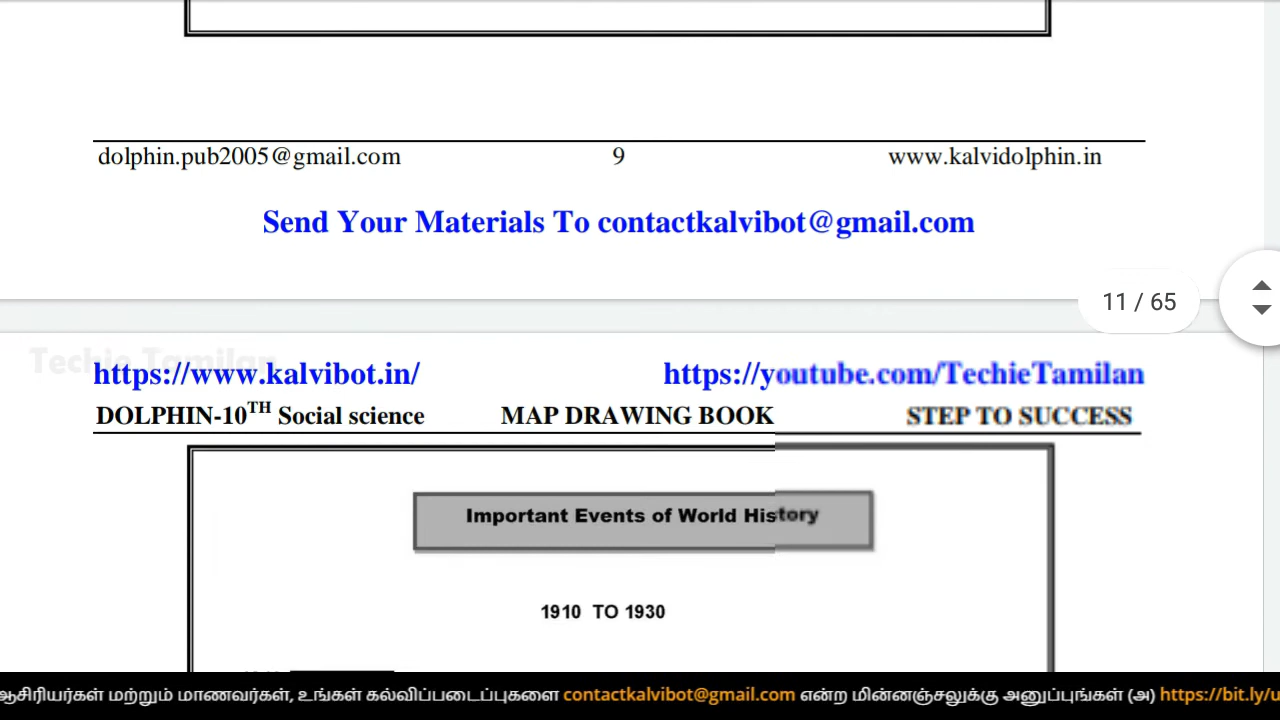 dolphin.pub2005@gmail.com 9 www.kalvidolphin.in
Send Your Materials To contactkalvibot@gmail.com
11 / 65
Techie Tamilan
https://www.kalvibot.in/ https://youtube.com/TechieTamilan
DOLPHIN-10TH Social science MAP DRAWING BOOK STEP TO SUCCESS
Important Events of World History
1910 TO 1930
ஆசிரியர்கள் மற்றும் மாணவர்கள், உங்கள் கல்விப்படைப்புகளை contactkalvibot@gmail.com என்ற மின்னஞ்சலுக்கு அனுப்புங்கள் (அ) https://bit.ly/u